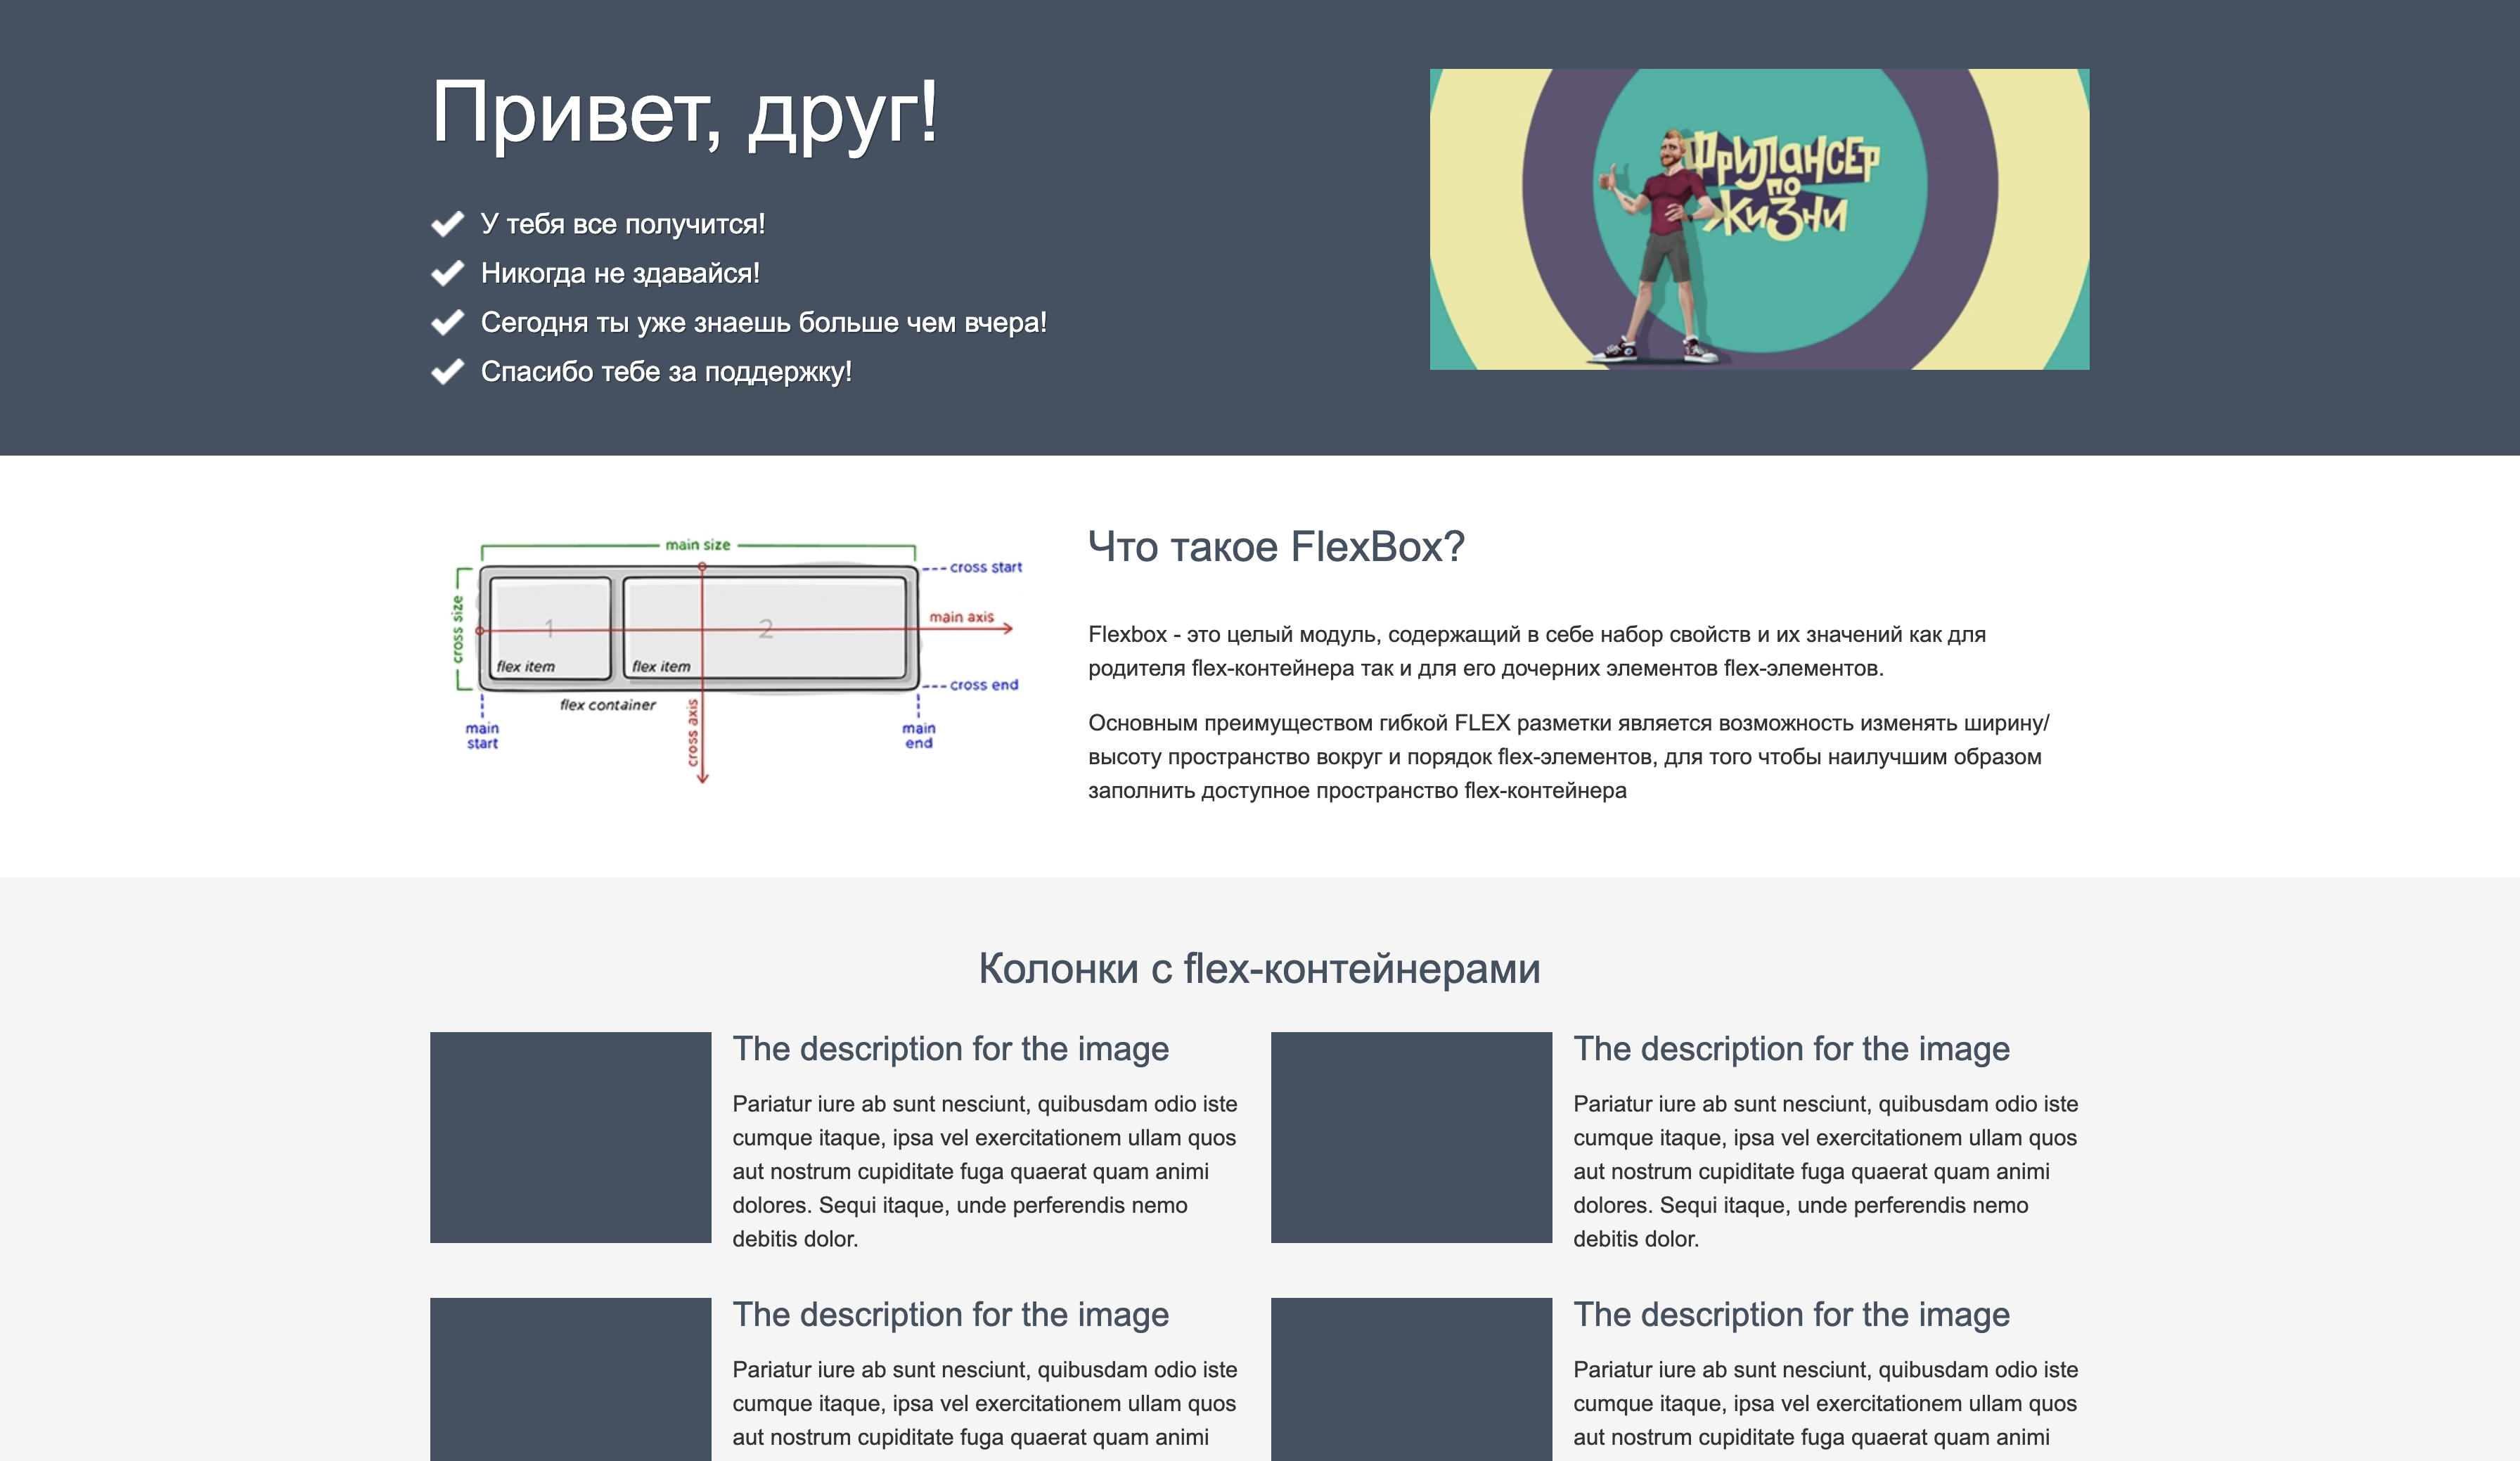 Привет, друг!
У тебя все получится!
Никогда не здавайся!
Сегодня ты уже знаешь больше чем вчера!
Спасибо тебе за поддержку!
ФРИЛАНСЕР
ПО
ЖИЗНИ
main size
cross start
cross size
main axis
1
2
flex item
flex item
cross end
flex container
cross axis
main
start
main
end
Что такое FlexBox?
Flexbox - это целый модуль, содержащий в себе набор свойств и их значений как для
родителя flex-контейнера так и для его дочерних элементов flex-элементов.
Основным преимуществом гибкой FLEX разметки является возможность изменять ширину/
высоту пространство вокруг и порядок flex-элементов, для того чтобы наилучшим образом
заполнить доступное пространство flex-контейнера
Колонки с flex-контейнерами
The description for the image
Pariatur iure ab sunt nesciunt, quibusdam odio iste
cumque itaque, ipsa vel exercitationem ullam quos
aut nostrum cupiditate fuga quaerat quam animi
dolores. Sequi itaque, unde perferendis nemo
debitis dolor.
The description for the image
Pariatur iure ab sunt nesciunt, quibusdam odio iste
cumque itaque, ipsa vel exercitationem ullam quos
aut nostrum cupiditate fuga quaerat quam animi
dolores. Sequi itaque, unde perferendis nemo
debitis dolor.
The description for the image
Pariatur iure ab sunt nesciunt, quibusdam odio iste
cumque itaque, ipsa vel exercitationem ullam quos
aut nostrum cupiditate fuga quaerat quam animi
The description for the image
Pariatur iure ab sunt nesciunt, quibusdam odio iste
cumque itaque, ipsa vel exercitationem ullam quos
aut nostrum cupiditate fuga quaerat quam animi